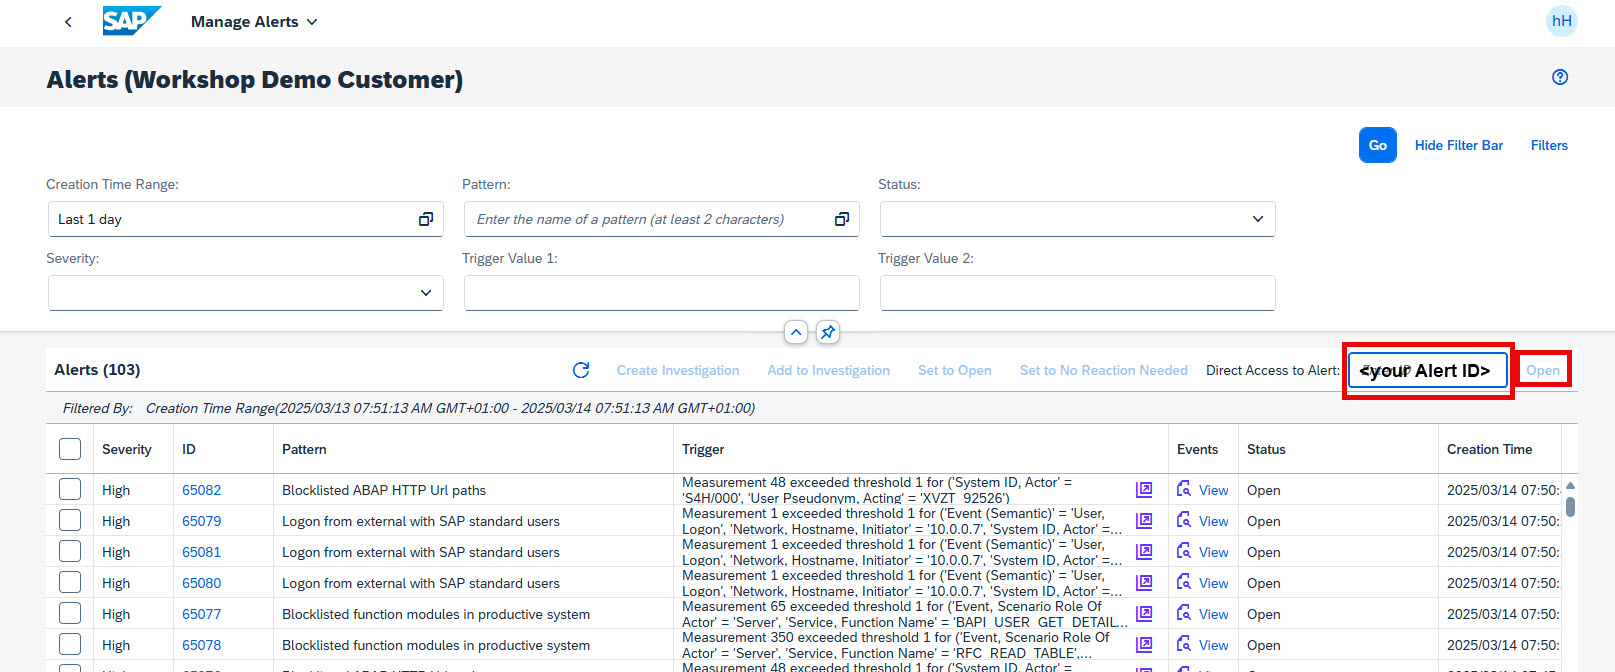 SAP Manage Alerts hH
Alerts (Workshop Demo Customer)
Go Hide Filter Bar Filters
Creation Time Range: Pattern: Status:
Last 1 day Enter the name of a pattern (at least 2 characters)
Severity: Trigger Value 1: Trigger Value 2:
Alerts (103) Create Investigation Add to Investigation Set to Open Set to No Reaction Needed Direct Access to Alert: <your Alert ID> Open
Filtered By: Creation Time Range(2025/03/13 07:51:13 AM GMT+01:00 - 2025/03/14 07:51:13 AM GMT+01:00)
Severity ID Pattern Trigger Events Status Creation Time
High 65082 Blocklisted ABAP HTTP Url paths Measurement 48 exceeded threshold 1 for ('System ID, Actor' = View Open 2025/03/14 07:50:
'S4H/000', 'User Pseudonym, Acting' = 'XVZT_92526')
High 65079 Logon from external with SAP standard users Measurement 1 exceeded threshold 1 for ('Event (Semantic)' = 'User, View Open 2025/03/14 07:50:
Logon', 'Network, Hostname, Initiator' = '10.0.0.7', 'System ID, Actor' =...
High 65081 Logon from external with SAP standard users Measurement 1 exceeded threshold 1 for ('Event (Semantic)' = 'User, View Open 2025/03/14 07:50:
Logon', 'Network, Hostname, Initiator' = '10.0.0.7', 'System ID, Actor' =...
High 65080 Logon from external with SAP standard users Measurement 1 exceeded threshold 1 for ('Event (Semantic)' = 'User, View Open 2025/03/14 07:50:
Logon', 'Network, Hostname, Initiator' = '10.0.0.7', 'System ID, Actor' =...
High 65077 Blocklisted function modules in productive system Measurement 65 exceeded threshold 1 for ('Event, Scenario Role Of View Open 2025/03/14 07:50:
Actor' = 'Server', 'Service, Function Name' = 'BAPI_USER_GET_DETAIL...
High 65078 Blocklisted function modules in productive system Measurement 350 exceeded threshold 1 for ('Event, Scenario Role Of View Open 2025/03/14 07:50:
Actor' = 'Server', 'Service, Function Name' = 'RFC_READ_TABLE',...
Measurement 48 exceeded threshold 1 for ('System ID, Actor' =